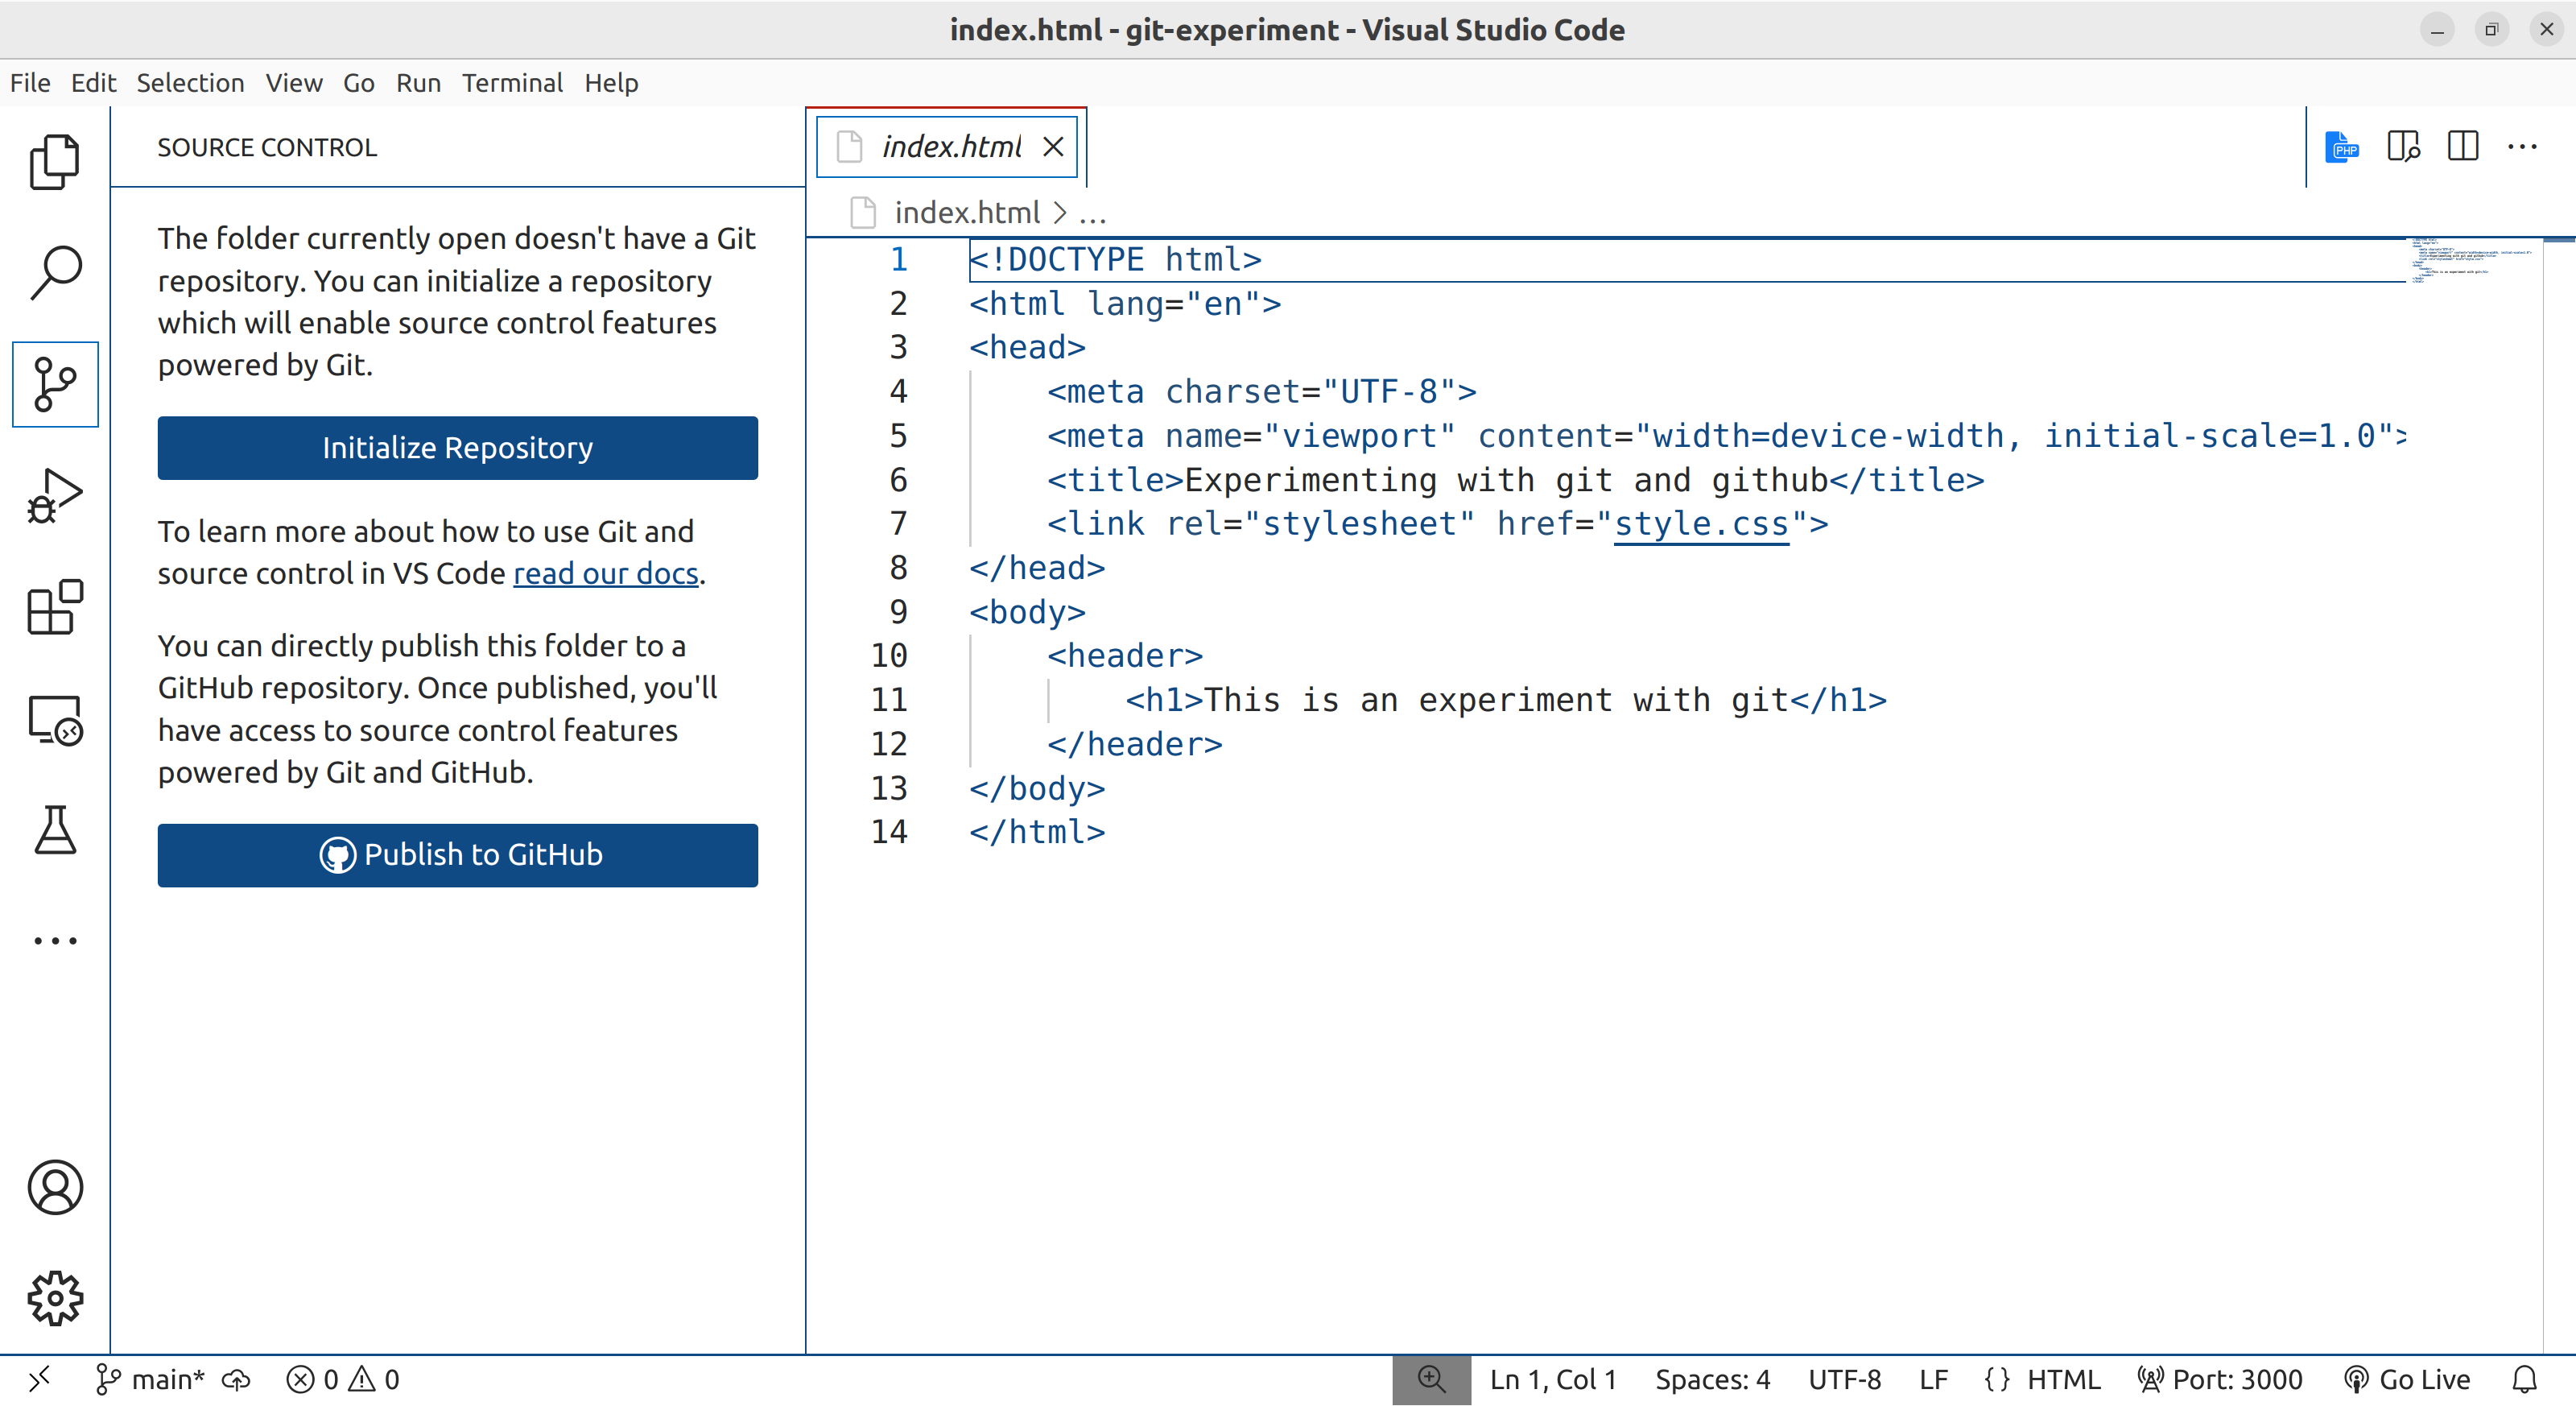 index.html - git-experiment - Visual Studio Code
File Edit Selection View Go Run Terminal Help
SOURCE CONTROL
The folder currently open doesn't have a Git
repository. You can initialize a repository
which will enable source control features
powered by Git.
Initialize Repository
To learn more about how to use Git and
source control in VS Code read our docs.
You can directly publish this folder to a
GitHub repository. Once published, you'll
have access to source control features
powered by Git and GitHub.
Publish to GitHub
index.html
PHP
index.html > ...
1 <!DOCTYPE html>
2 <html lang="en">
3 <head>
4 <meta charset="UTF-8">
5 <meta name="viewport" content="width=device-width, initial-scale=1.0">
6 <title>Experimenting with git and github</title>
7 <link rel="stylesheet" href="style.css">
8 </head>
9 <body>
10 <header>
11 <h1>This is an experiment with git</h1>
12 </header>
13 </body>
14 </html>
main* 0 0 Ln 1, Col 1 Spaces: 4 UTF-8 LF {} HTML Port: 3000 Go Live